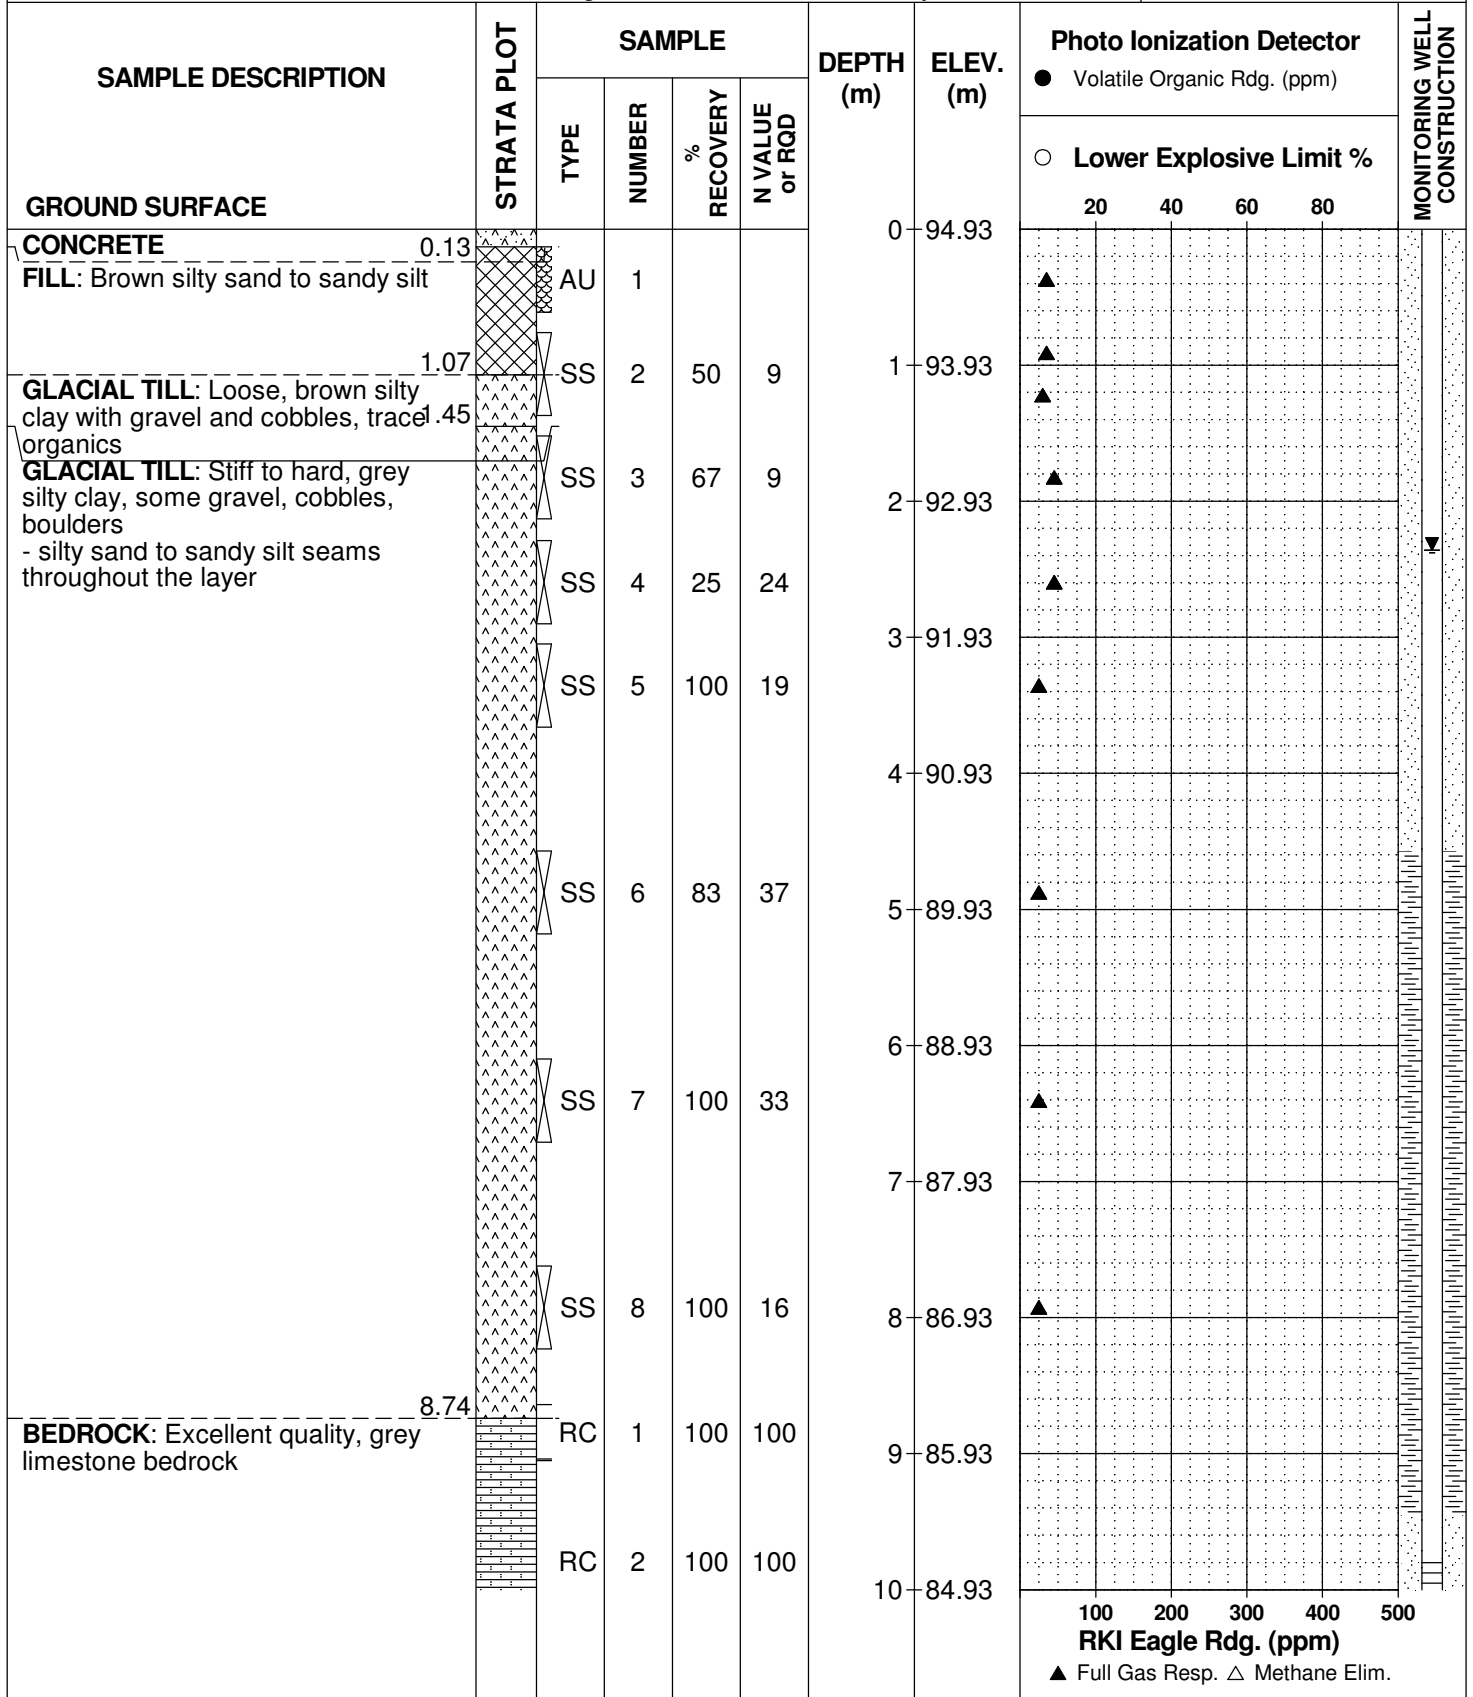 SAMPLE DESCRIPTION
STRATA PLOT
SAMPLE
TYPE
NUMBER
%
RECOVERY
N VALUE
or RQD
DEPTH
(m)
ELEV.
(m)
Photo Ionization Detector
● Volatile Organic Rdg. (ppm)
○ Lower Explosive Limit %
MONITORING WELL
CONSTRUCTION
GROUND SURFACE
20 40 60 80
0 94.93
CONCRETE 0.13
FILL: Brown silty sand to sandy silt
AU 1
1.07
1 93.93
SS 2 50 9
GLACIAL TILL: Loose, brown silty
clay with gravel and cobbles, trace 1.45
organics
GLACIAL TILL: Stiff to hard, grey
silty clay, some gravel, cobbles,
boulders
- silty sand to sandy silt seams
throughout the layer
SS 3 67 9
2 92.93
SS 4 25 24
3 91.93
SS 5 100 19
4 90.93
SS 6 83 37
5 89.93
6 88.93
SS 7 100 33
7 87.93
SS 8 100 16
8 86.93
8.74
BEDROCK: Excellent quality, grey
limestone bedrock
RC 1 100 100
9 85.93
RC 2 100 100
10 84.93
100 200 300 400 500
RKI Eagle Rdg. (ppm)
▲ Full Gas Resp. △ Methane Elim.